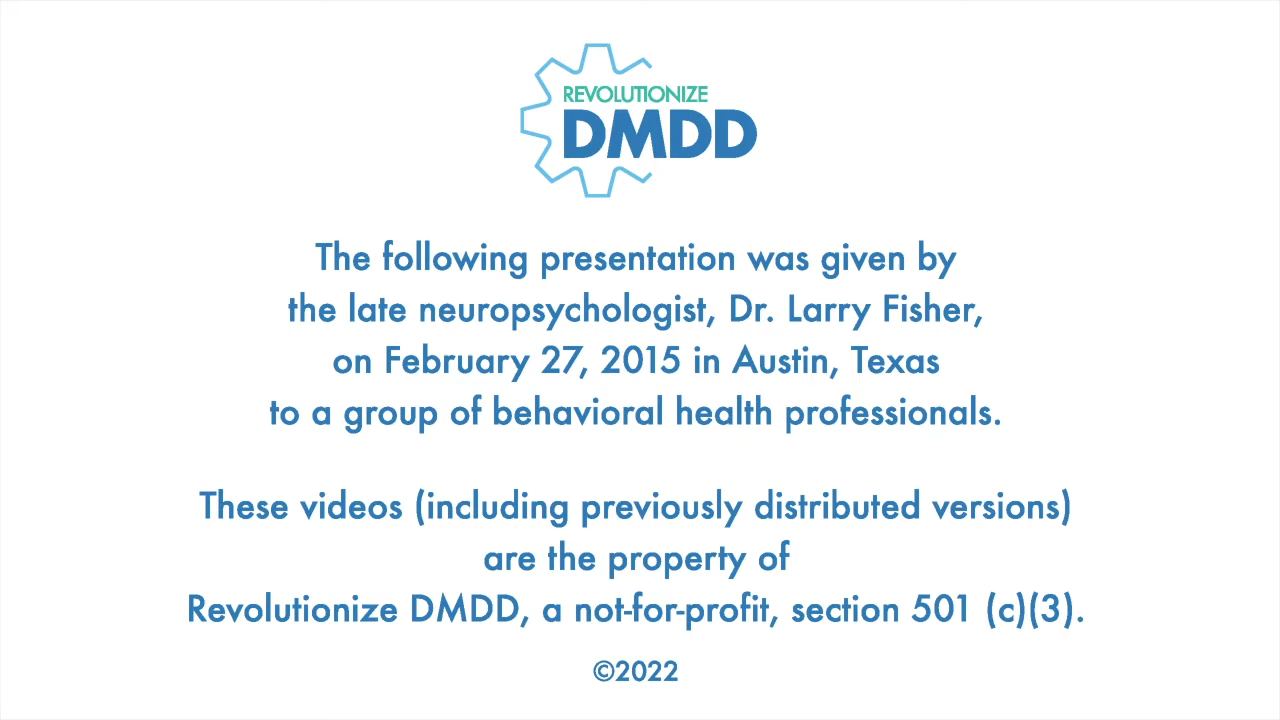 REVOLUTIONIZE
DMDD
The following presentation was given by
the late neuropsychologist, Dr. Larry Fisher,
on February 27, 2015 in Austin, Texas
to a group of behavioral health professionals.
These videos (including previously distributed versions)
are the property of
Revolutionize DMDD, a not-for-profit, section 501 (c)(3).
©2022